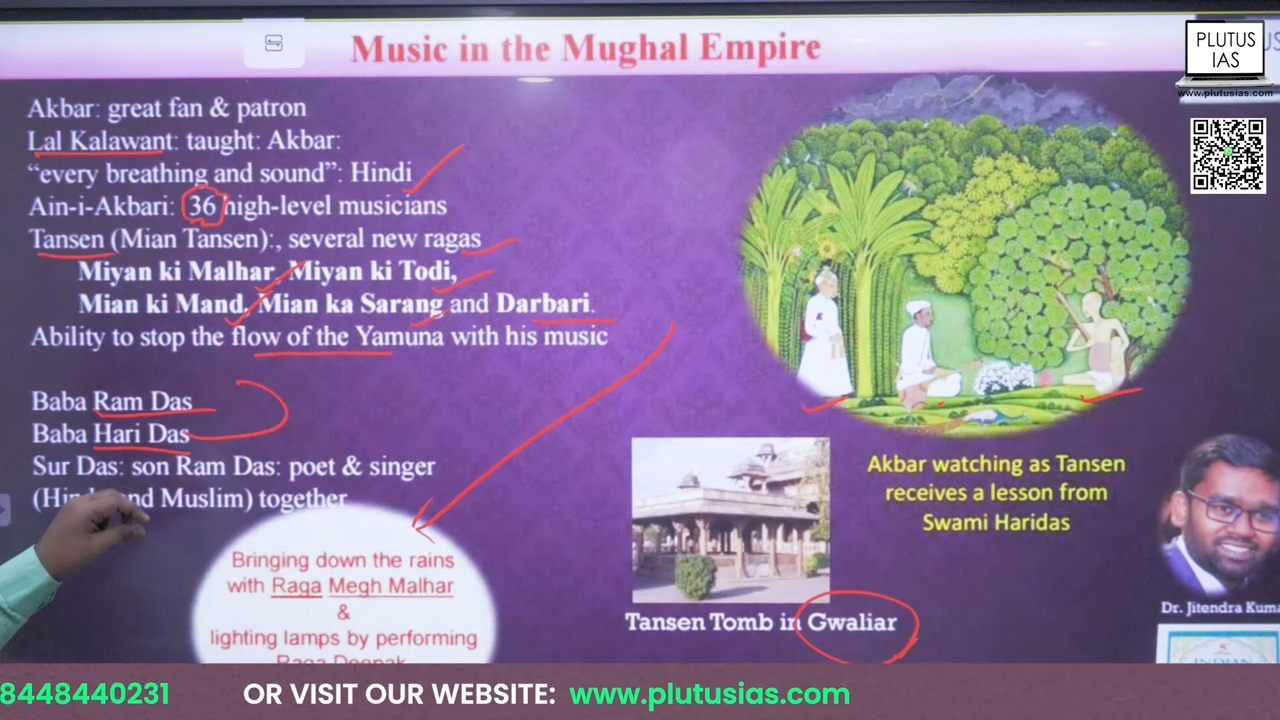 Music in the Mughal Empire
PLUTUS
IAS
www.plutusias.com
Akbar: great fan & patron
Lal Kalawant: taught: Akbar:
“every breathing and sound”: Hindi
Ain-i-Akbari: 36 high-level musicians
Tansen (Mian Tansen):, several new ragas
Miyan ki Malhar, Miyan ki Todi,
Mian ki Mand, Mian ka Sarang and Darbari.
Ability to stop the flow of the Yamuna with his music
Baba Ram Das
Baba Hari Das
Sur Das: son Ram Das: poet & singer
and Muslim) together
Bringing down the rains
with Raga Megh Malhar
&
lighting lamps by performing
Raga Deepak
Akbar watching as Tansen
receives a lesson from
Swami Haridas
Tansen Tomb in Gwaliar
Dr. Jitendra Kuma
INDIAN
8448440231 OR VISIT OUR WEBSITE: www.plutusias.com